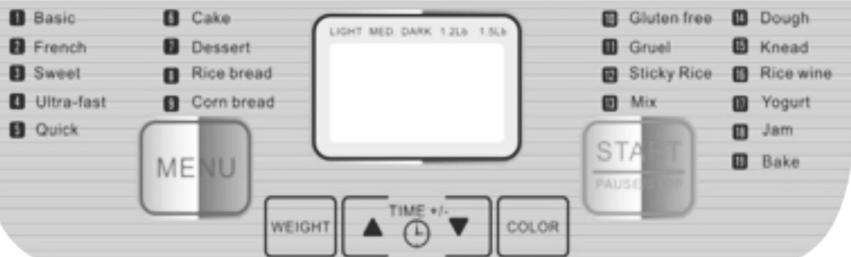 1 Basic
2 French
3 Sweet
4 Ultra-fast
5 Quick
6 Cake
7 Dessert
8 Rice bread
9 Corn bread
LIGHT MED. DARK 1.2Lb 1.5Lb
10 Gluten free
11 Gruel
12 Sticky Rice
13 Mix
14 Dough
15 Knead
16 Rice wine
17 Yogurt
18 Jam
19 Bake
MENU
START
PAUSE/STOP
WEIGHT
TIME +/-
COLOR